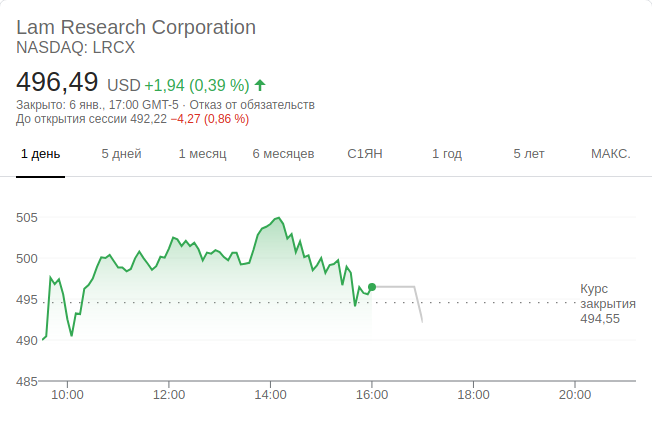 Lam Research Corporation
NASDAQ: LRCX
496,49 USD +1,94 (0,39 %)
Закрыто: 6 янв., 17:00 GMT-5 · Отказ от обязательств
До открытия сессии 492,22 −4,27 (0,86 %)
1 день 5 дней 1 месяц 6 месяцев С1ЯН 1 год 5 лет МАКС.
505
500
495
490
485
Курс
закрытия
494,55
10:00 12:00 14:00 16:00 18:00 20:00